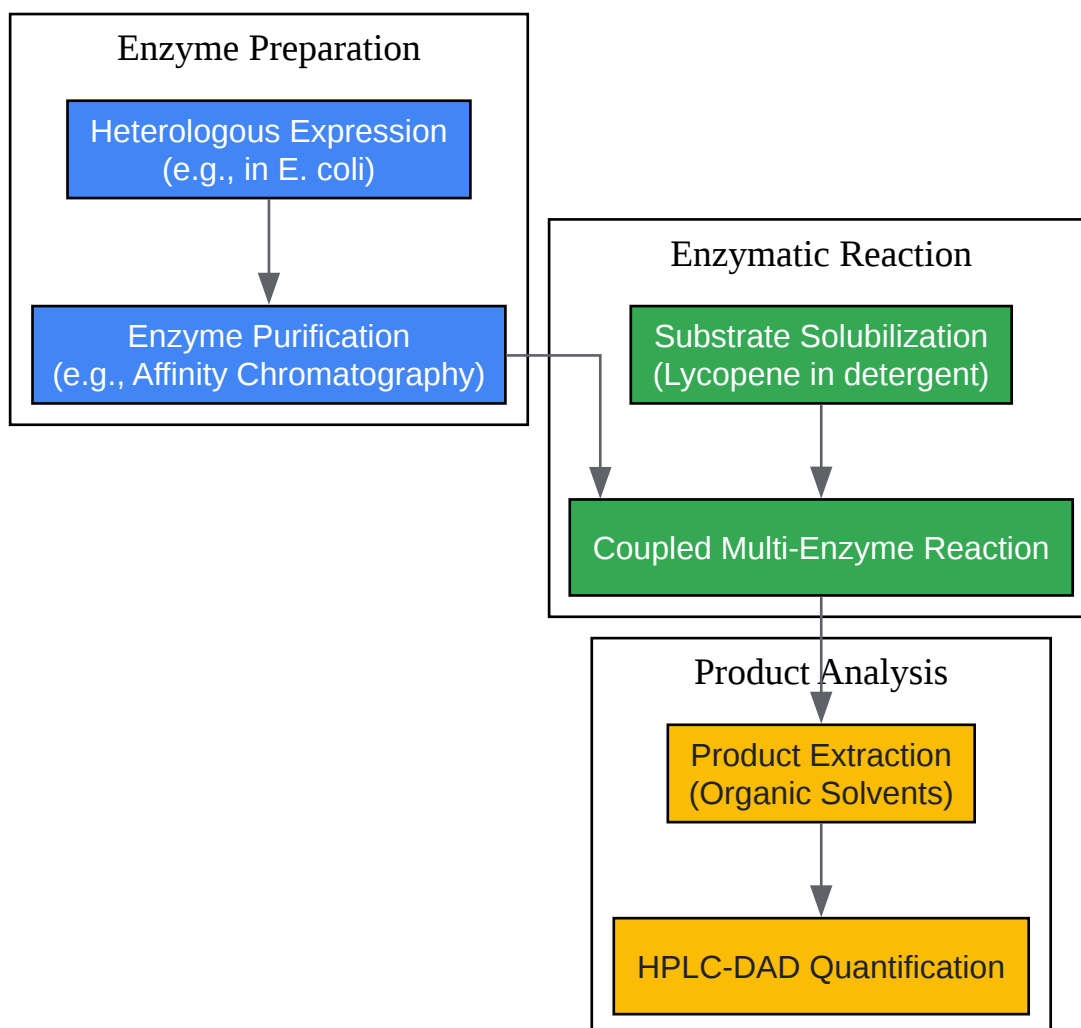 Enzyme Preparation
Heterologous Expression
(e.g., in E. coli)
Enzyme Purification
(e.g., Affinity Chromatography)
Enzymatic Reaction
Substrate Solubilization
(Lycopene in detergent)
Coupled Multi-Enzyme Reaction
Product Analysis
Product Extraction
(Organic Solvents)
HPLC-DAD Quantification